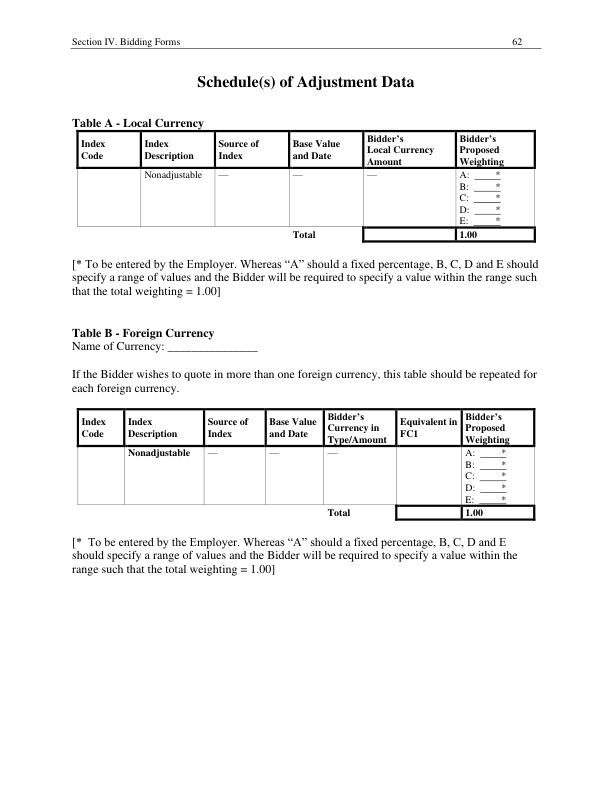 Section IV. Bidding Forms 62
Schedule(s) of Adjustment Data
Table A - Local Currency
Index Code Index Description Source of Index Base Value and Date Bidder's Local Currency Amount Bidder's Proposed Weighting
Nonadjustable — — — A: _____*
B: _____*
C: _____*
D: _____*
E: _____*
Total 1.00
[* To be entered by the Employer. Whereas “A” should a fixed percentage, B, C, D and E should
specify a range of values and the Bidder will be required to specify a value within the range such
that the total weighting = 1.00]
Table B - Foreign Currency
Name of Currency: _______________
If the Bidder wishes to quote in more than one foreign currency, this table should be repeated for
each foreign currency.
Index Code Index Description Source of Index Base Value and Date Bidder’s Currency in Type/Amount Equivalent in FC1 Bidder’s Proposed Weighting
Nonadjustable — — — A: _____*
B: _____*
C: _____*
D: _____*
E: _____*
Total 1.00
[* To be entered by the Employer. Whereas “A” should a fixed percentage, B, C, D and E
should specify a range of values and the Bidder will be required to specify a value within the
range such that the total weighting = 1.00]